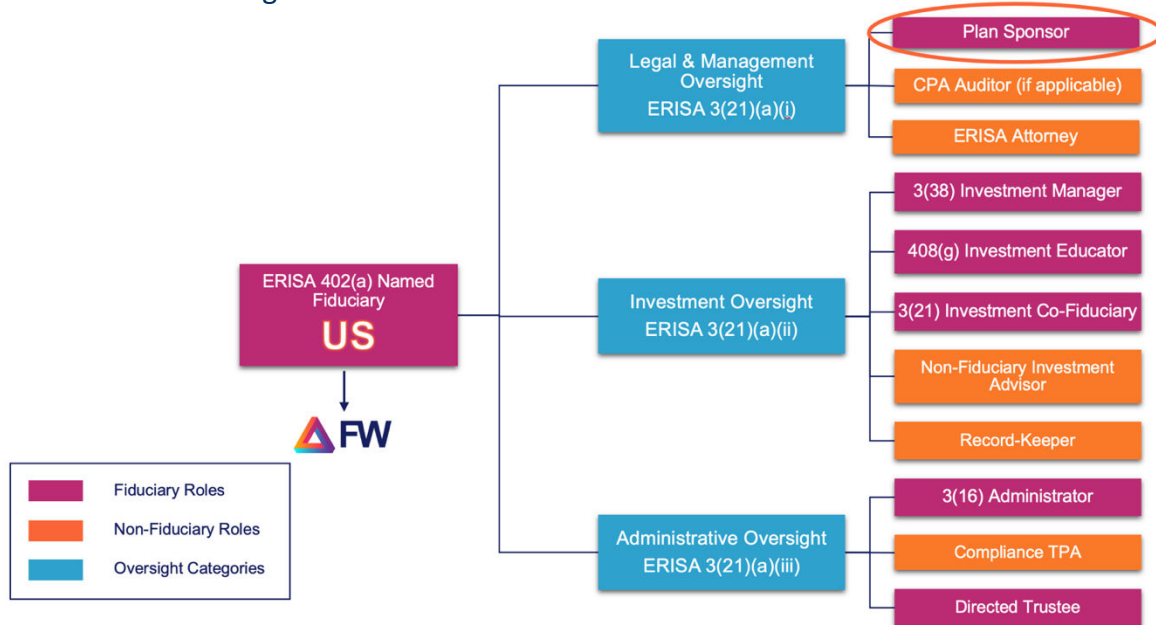 Plan Sponsor
Legal & Management
Oversight
ERISA 3(21)(a)(i)
CPA Auditor (if applicable)
ERISA Attorney
3(38) Investment Manager
408(g) Investment Educator
ERISA 402(a) Named
Fiduciary
US
Investment Oversight
ERISA 3(21)(a)(ii)
3(21) Investment Co-Fiduciary
Non-Fiduciary Investment
Advisor
FW
Record-Keeper
Fiduciary Roles
Non-Fiduciary Roles
Oversight Categories
3(16) Administrator
Administrative Oversight
ERISA 3(21)(a)(iii)
Compliance TPA
Directed Trustee